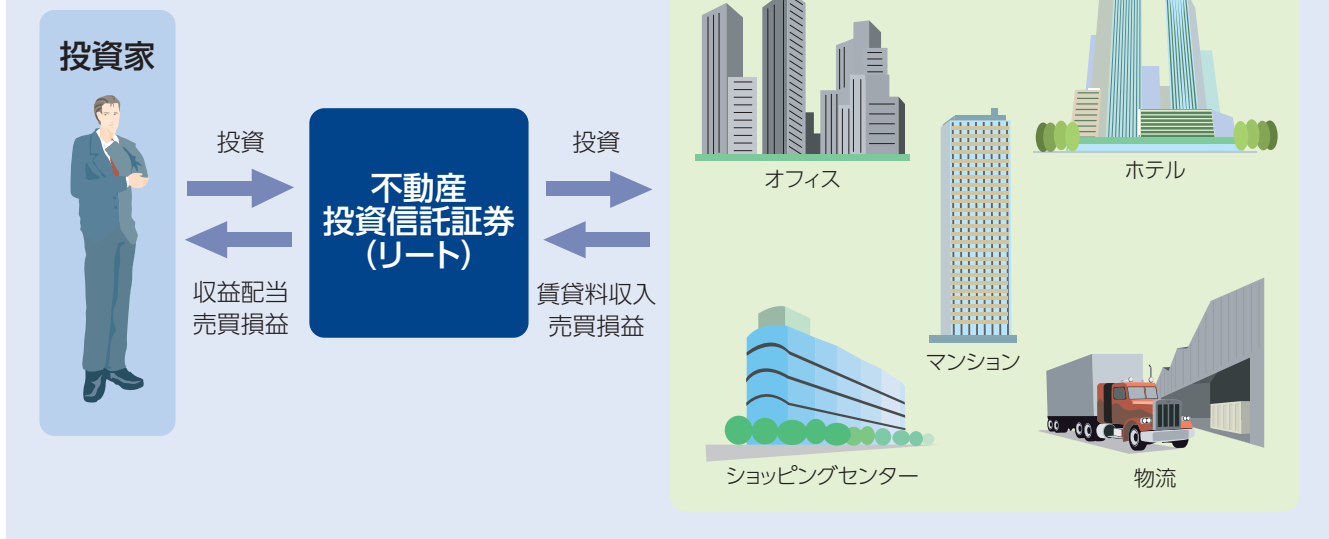 投資家
投資
収益配当
売買損益
不動産
投資信託証券
(リート)
投資
賃貸料収入
売買損益
オフィス
ホテル
マンション
ショッピングセンター
物流